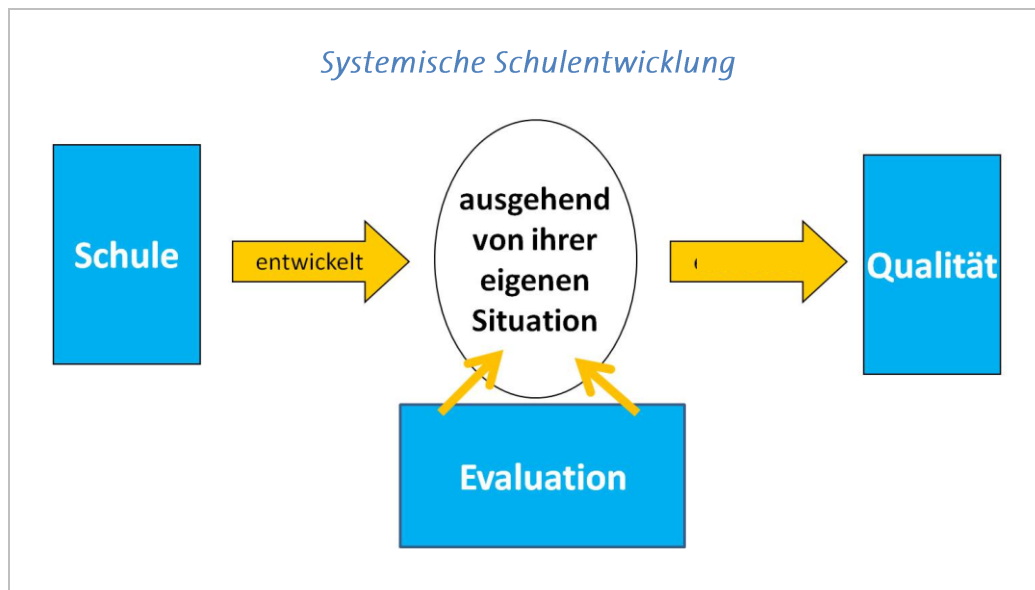 Systemische Schulentwicklung
Schule
entwickelt
ausgehend
von ihrer
eigenen
Situation
Qualität
Evaluation